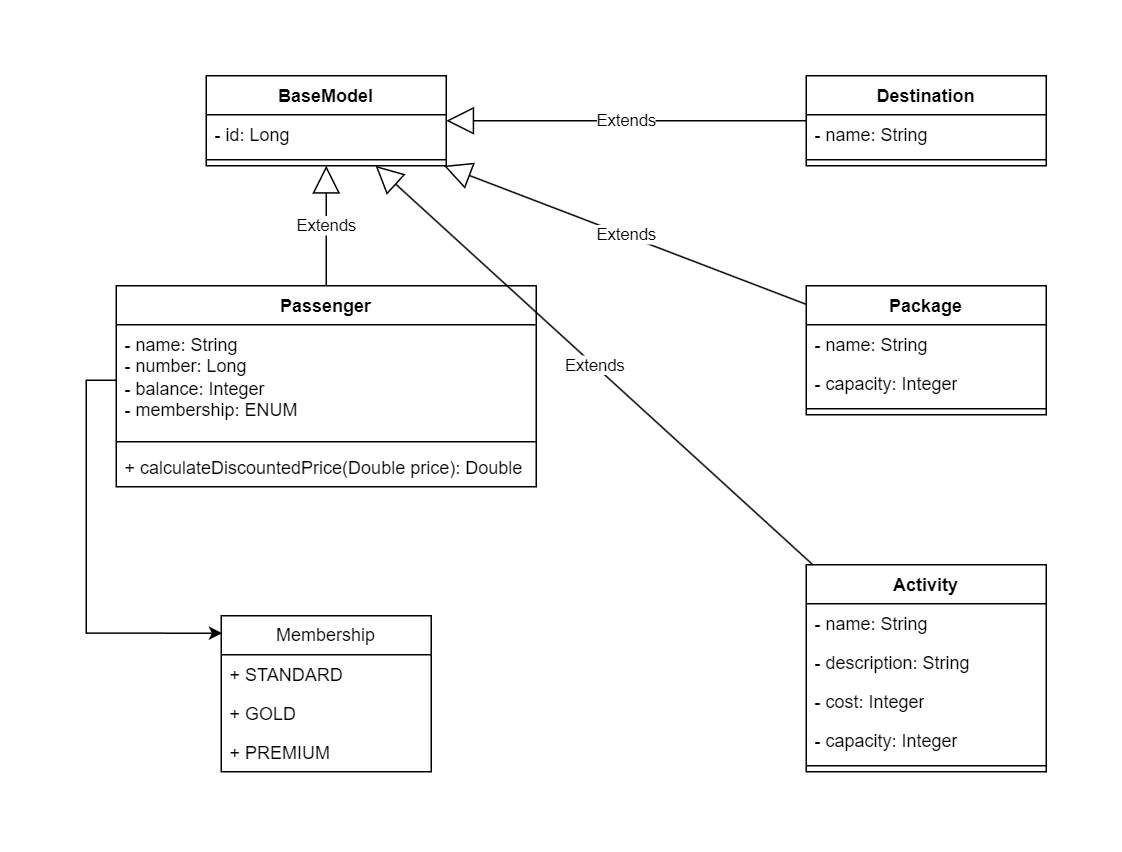 BaseModel
- id: Long
Extends
Destination
- name: String
Extends
Extends
Passenger
- name: String
- number: Long
- balance: Integer
- membership: ENUM
+ calculateDiscountedPrice(Double price): Double
Package
- name: String
- capacity: Integer
Extends
Membership
+ STANDARD
+ GOLD
+ PREMIUM
Activity
- name: String
- description: String
- cost: Integer
- capacity: Integer